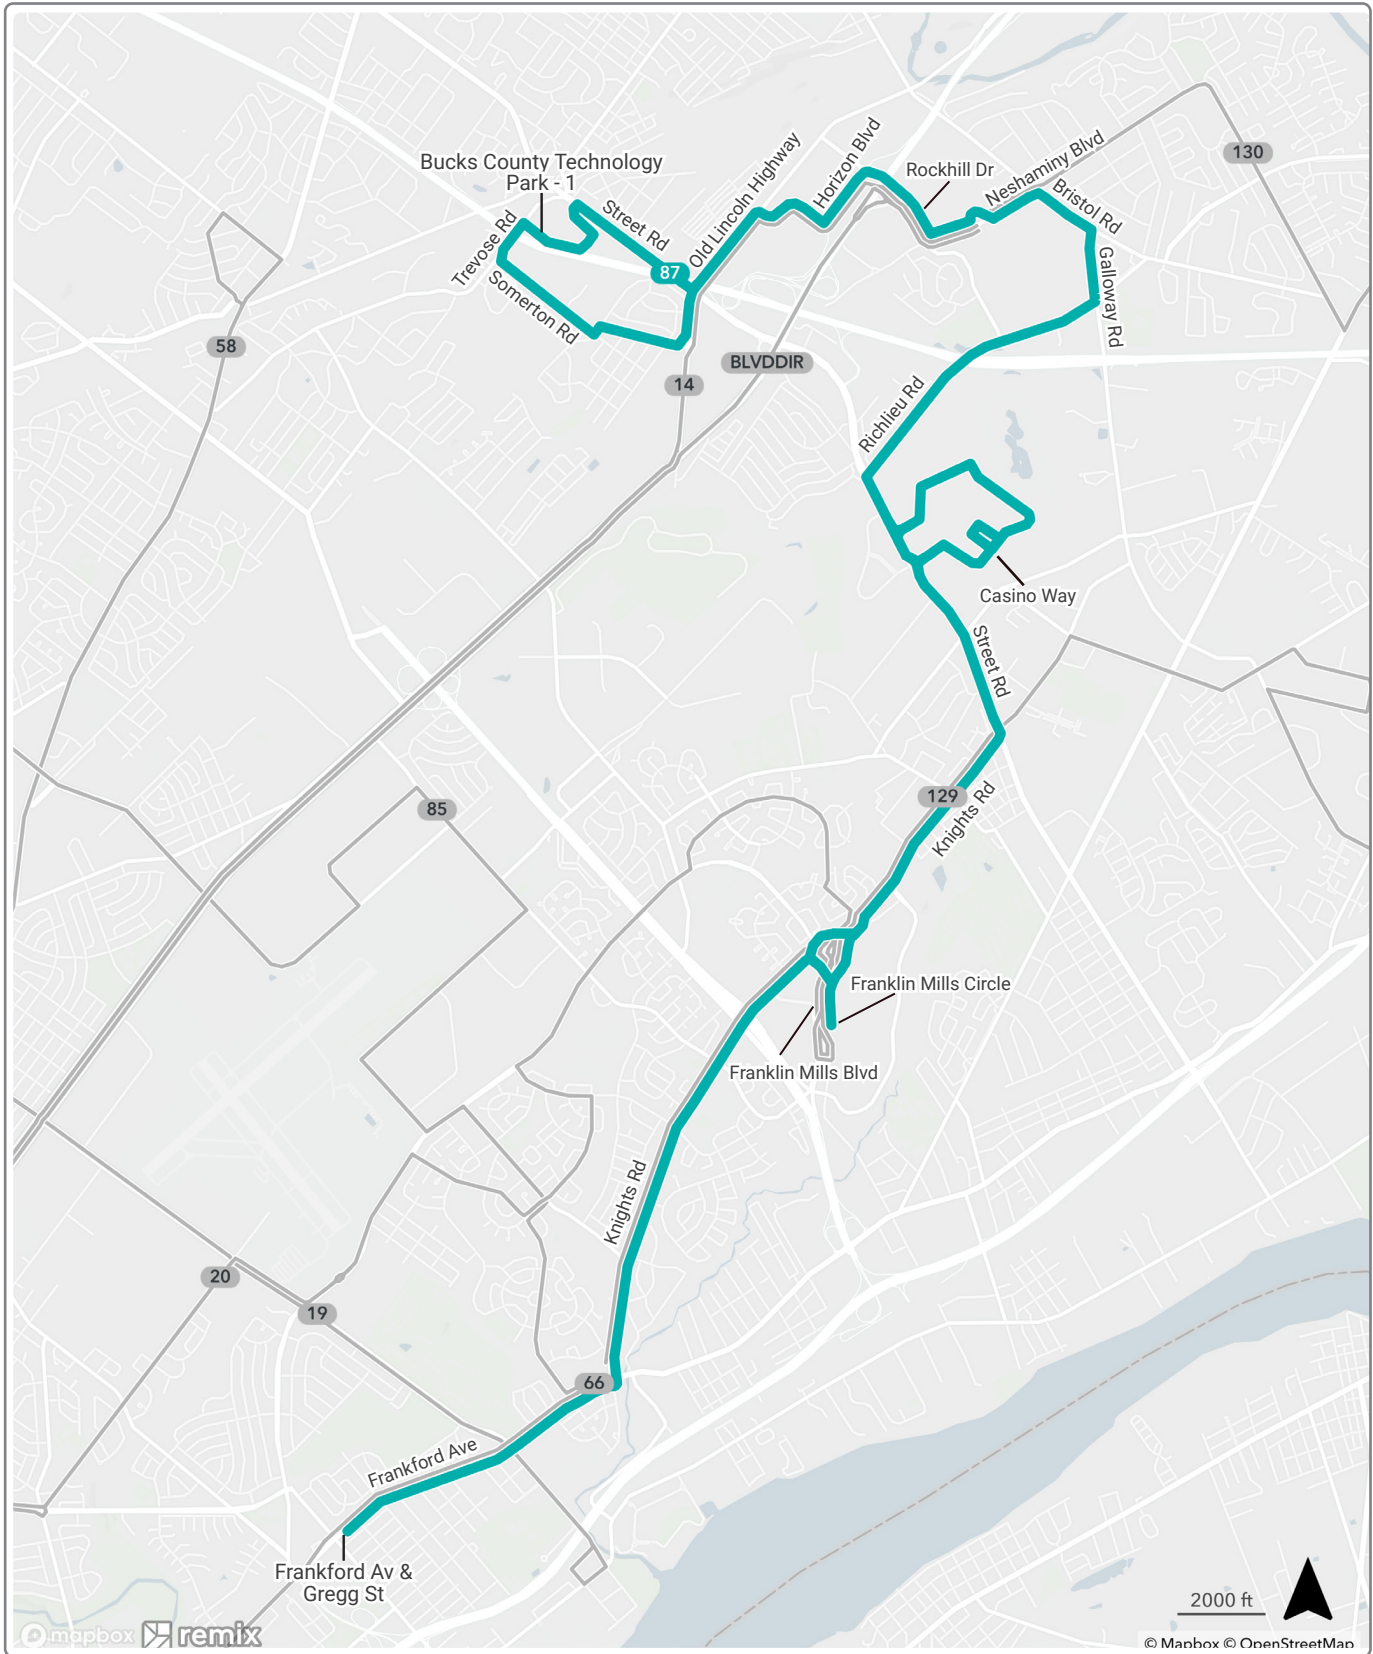 130
Horizon Blvd
Neshaminy Blvd
Old Lincoln Highway
Rockhill Dr
Bucks County Technology
Park - 1
Bristol Rd
Street Rd
Trevose Rd
87
Galloway Rd
Somerton Rd
58
BLVDDIR
14
Richlieu Rd
Casino Way
Street Rd
129
Knights Rd
85
Franklin Mills Circle
Franklin Mills Blvd
Knights Rd
20
19
66
Frankford Ave
Frankford Av &
Gregg St
2000 ft
mapbox
remix
© Mapbox © OpenStreetMap